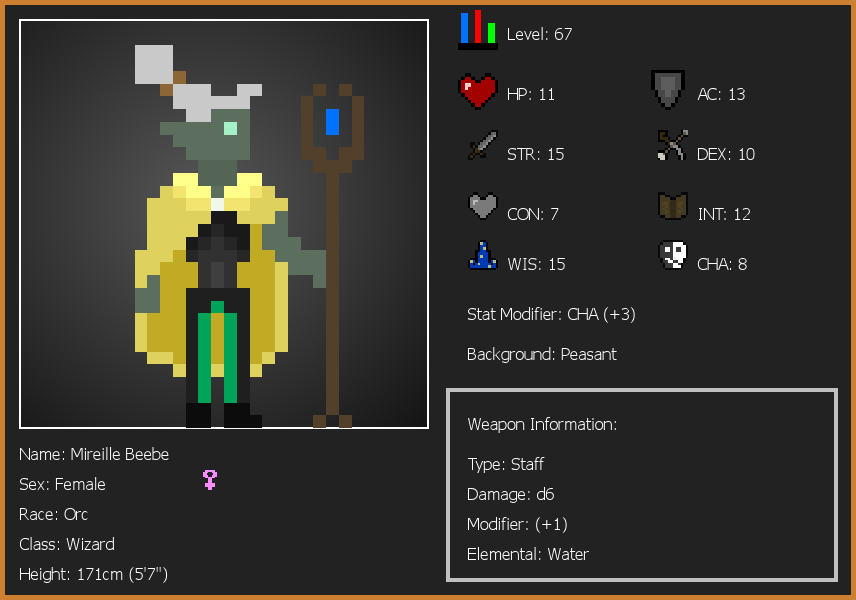 Level: 67
HP: 11
AC: 13
STR: 15
DEX: 10
CON: 7
INT: 12
WIS: 15
CHA: 8
Stat Modifier: CHA (+3)
Background: Peasant
Weapon Information:
Type: Staff
Damage: d6
Modifier: (+1)
Elemental: Water
Name: Mireille Beebe
Sex: Female
Race: Orc
Class: Wizard
Height: 171cm (5'7")